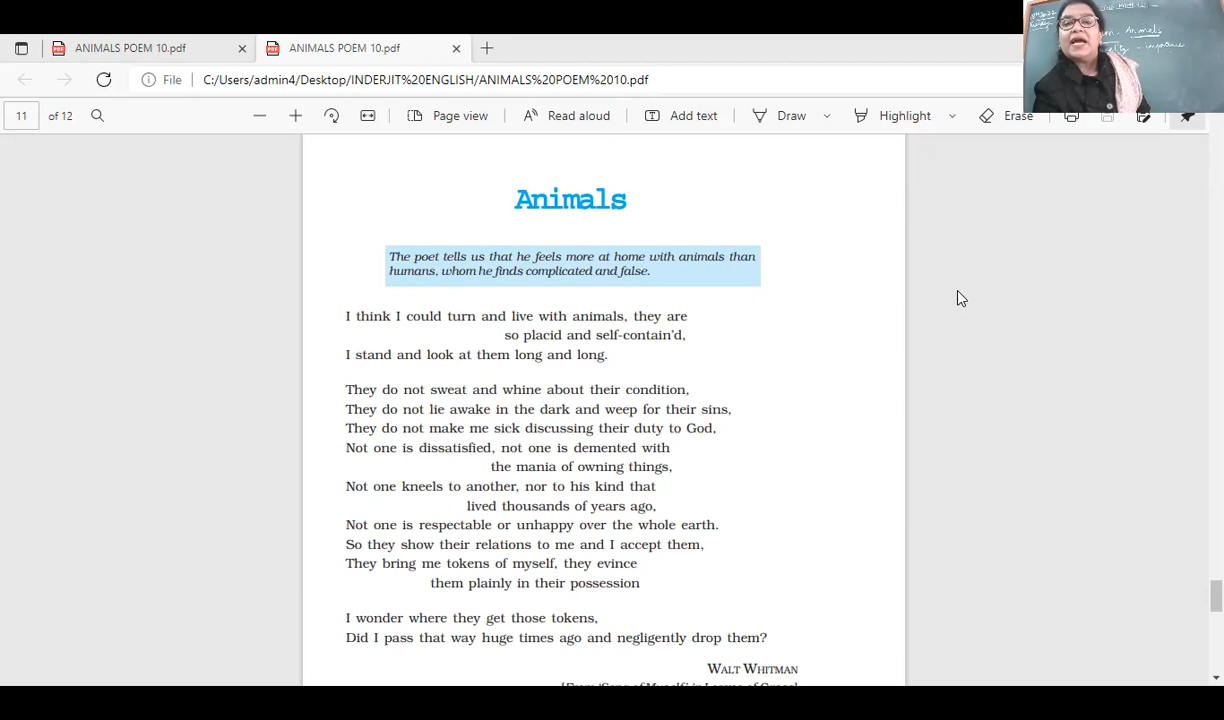 ANIMALS POEM 10.pdf
ANIMALS POEM 10.pdf
File C:/Users/admin4/Desktop/INDERJIT%20ENGLISH/ANIMALS%20POEM%2010.pdf
11 of 12 Page view Read aloud Add text Draw Highlight Erase
Animals
Animals
The poet tells us that he feels more at home with animals than
humans, whom he finds complicated and false.
I think I could turn and live with animals, they are
so placid and self-contain'd,
I stand and look at them long and long.
They do not sweat and whine about their condition,
They do not lie awake in the dark and weep for their sins,
They do not make me sick discussing their duty to God,
Not one is dissatisfied, not one is demented with
the mania of owning things,
Not one kneels to another, nor to his kind that
lived thousands of years ago,
Not one is respectable or unhappy over the whole earth.
So they show their relations to me and I accept them,
They bring me tokens of myself, they evince
them plainly in their possession
I wonder where they get those tokens,
Did I pass that way huge times ago and negligently drop them?
WALT WHITMAN
[From 'Song of Myself' in Leaves of Grass]